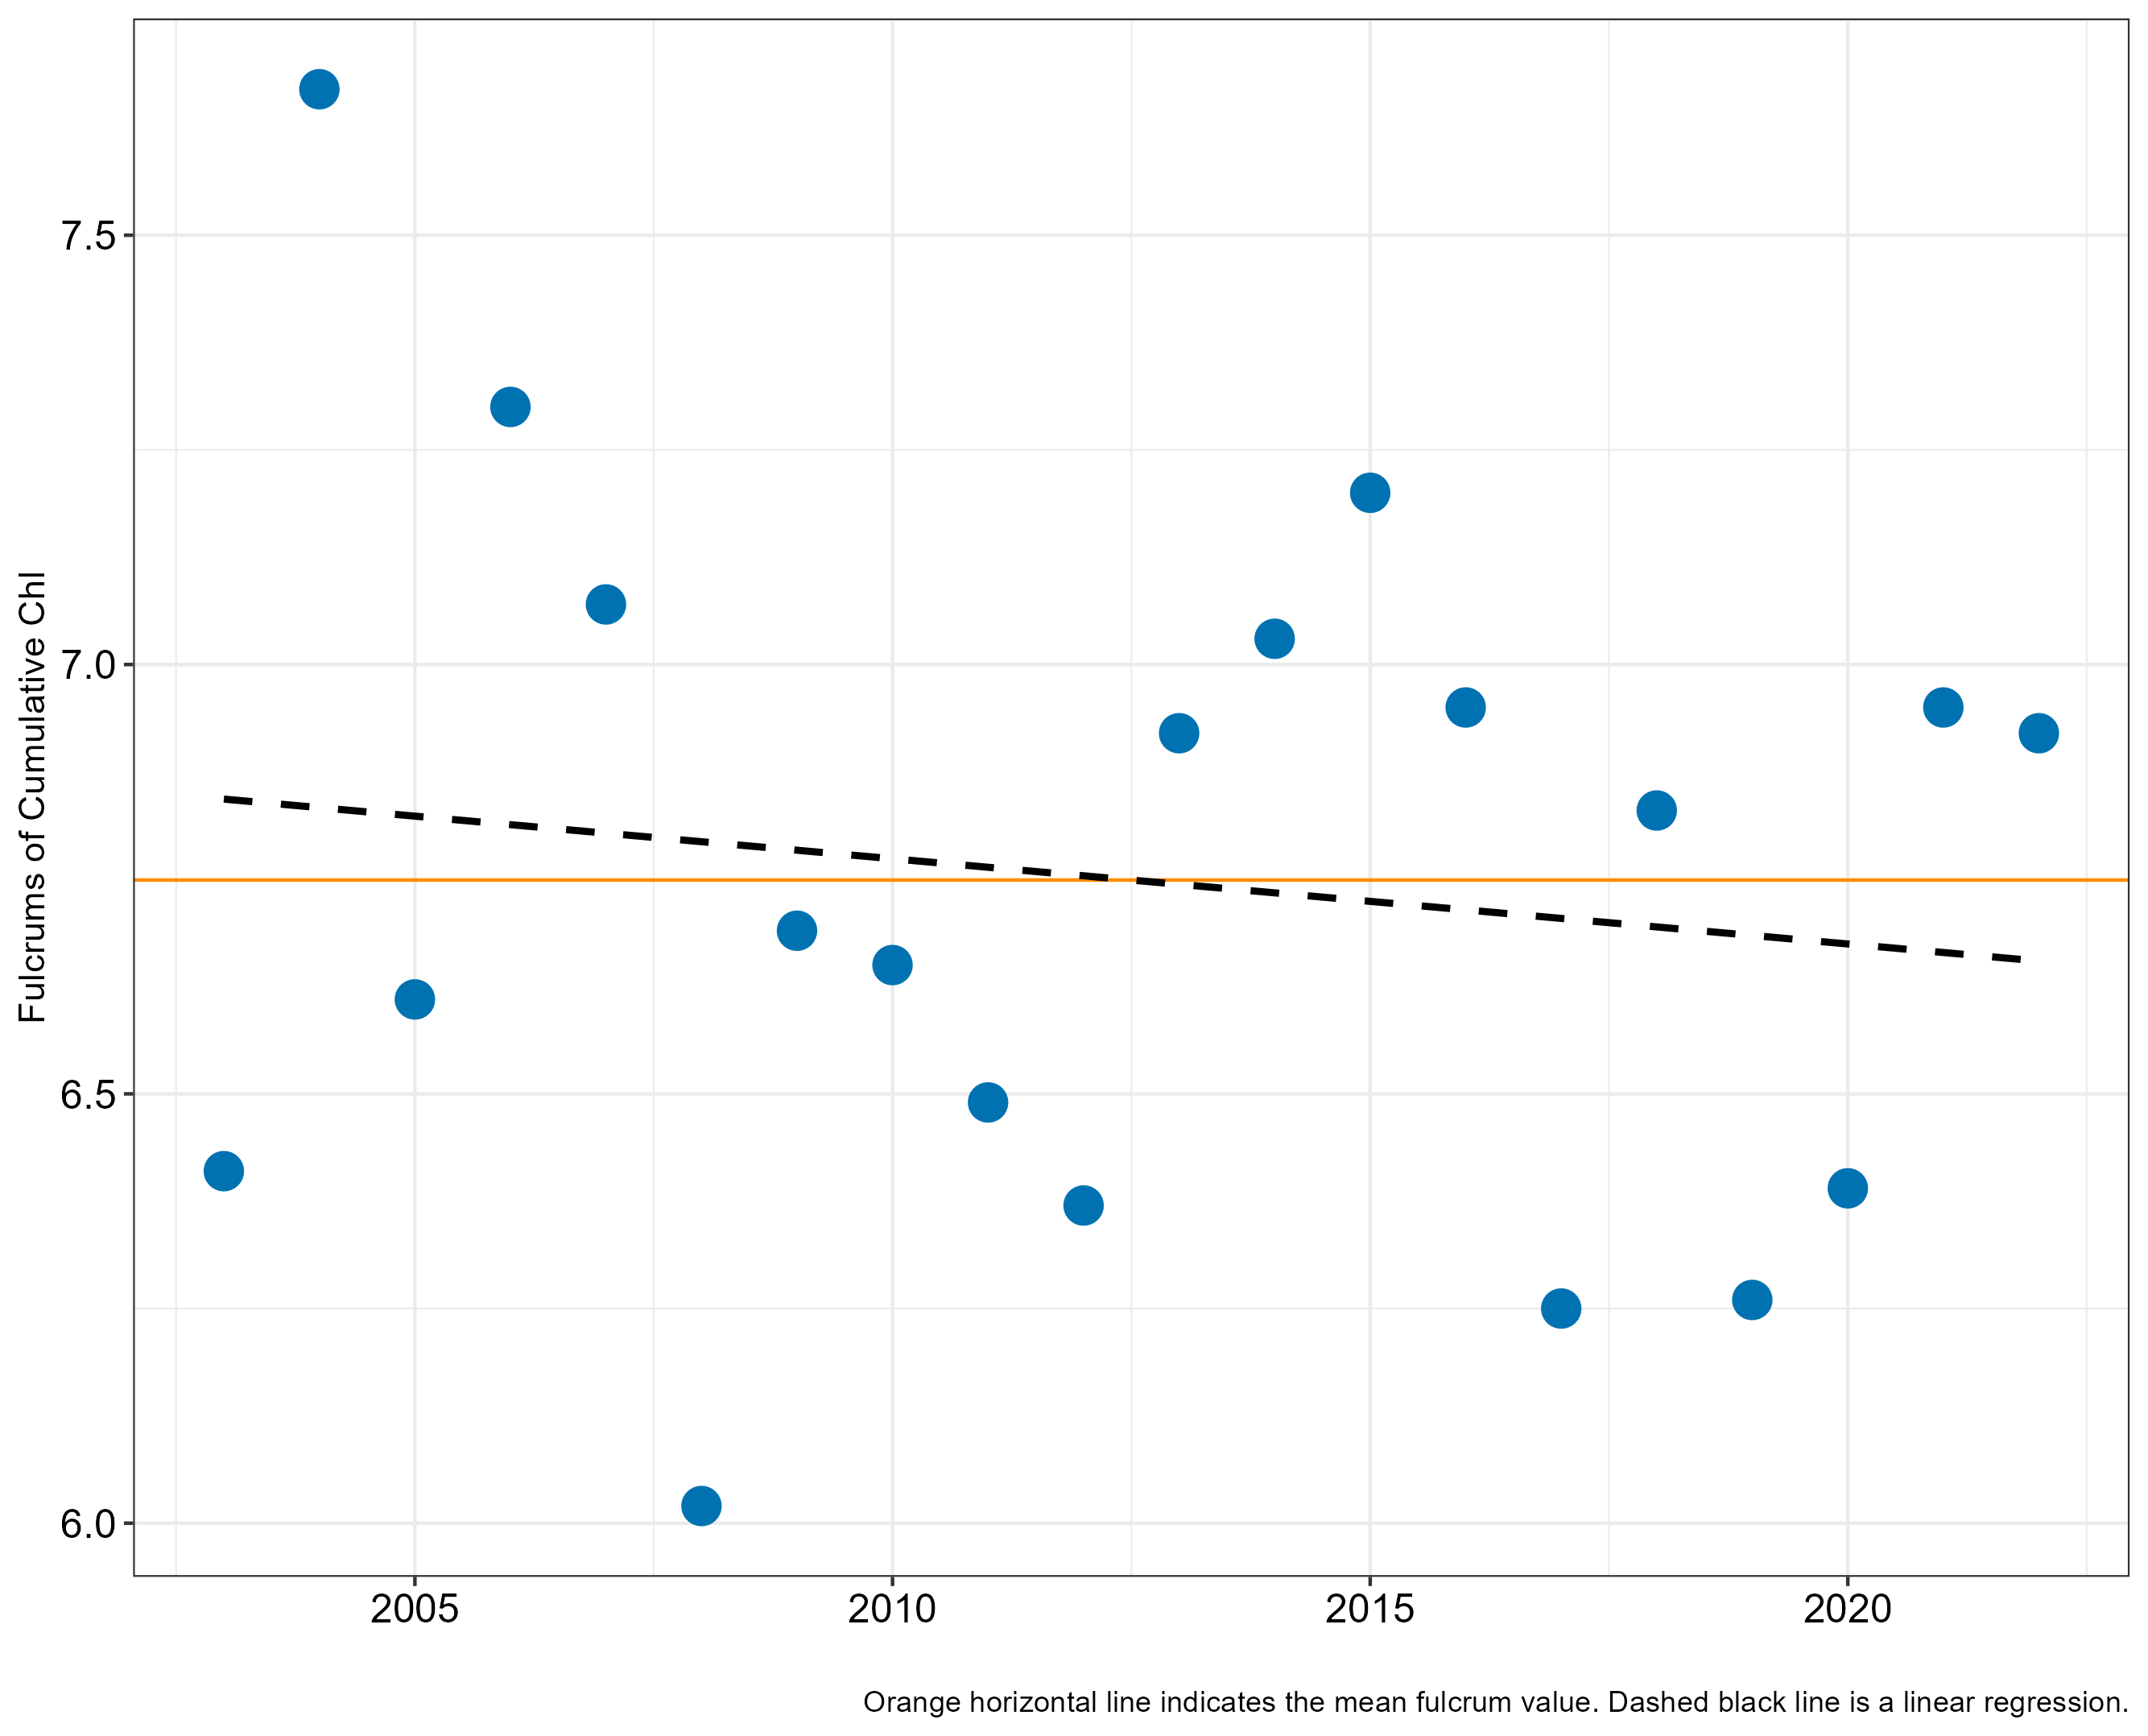 7.5
7.0
6.5
6.0
Fulcrums of Cumulative Chl
2005 2010 2015 2020
Orange horizontal line indicates the mean fulcrum value. Dashed black line is a linear regression.